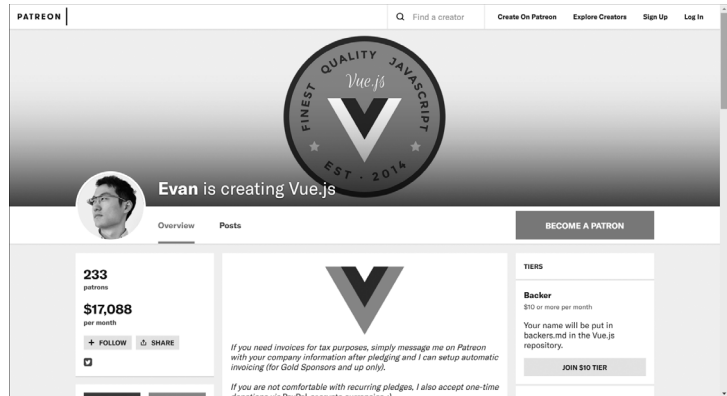 PATREON
Find a creator
Create On Patreon
Explore Creators
Sign Up
Log In
FINEST QUALITY JAVASCRIPT
Vue.js
EST - 2014
Evan is creating Vue.js
Overview
Posts
BECOME A PATRON
233
patrons
$17,088
per month
+ FOLLOW
SHARE
If you need invoices for tax purposes, simply message me on Patreon
with your company information after pledging and I can setup automatic
invoicing (for Gold Sponsors and up only).
If you are not comfortable with recurring pledges, I also accept one-time
TIERS
Backer
$10 or more per month
Your name will be put in
backers.md in the Vue.js
repository.
JOIN $10 TIER